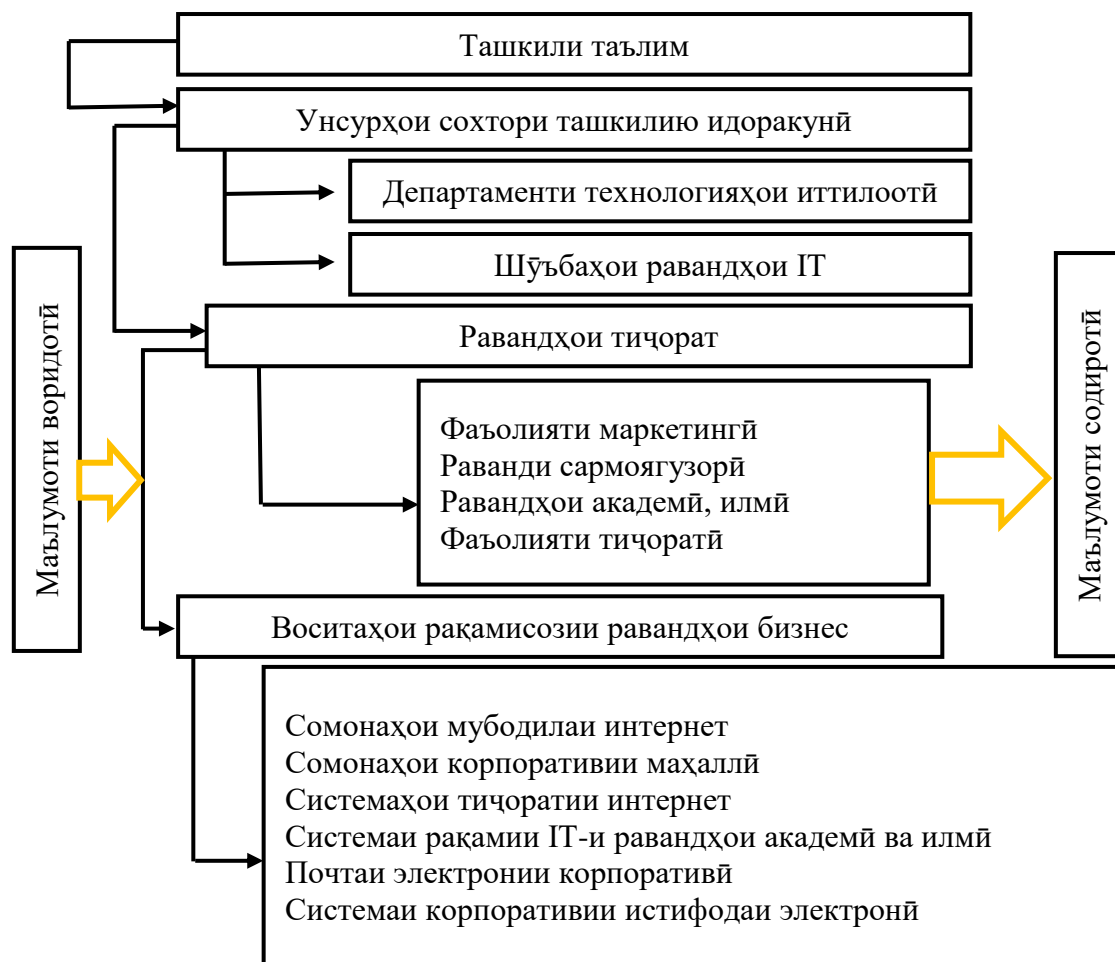 Ташкили таълим
Унсурҳои сохтори ташкилию идоракунӣ
Департаменти технологияҳои иттилоотӣ
Шӯъбаҳои равандҳои IT
Маълумоти воридотӣ
Равандҳои тиҷорат
Фаъолияти маркетингӣ
Раванди сармоягузорӣ
Равандҳои академӣ, илмӣ
Фаъолияти тиҷоратӣ
Маълумоти содиротӣ
Воситаҳои рақамисозии равандҳои бизнес
Сомонаҳои мубодилаи интернет
Сомонаҳои корпоративии маҳаллӣ
Системаҳои тиҷоратии интернет
Системаи рақамии IT-и равандҳои академӣ ва илмӣ
Почтаи электронии корпоративӣ
Системаи корпоративии истифодаи электронӣ